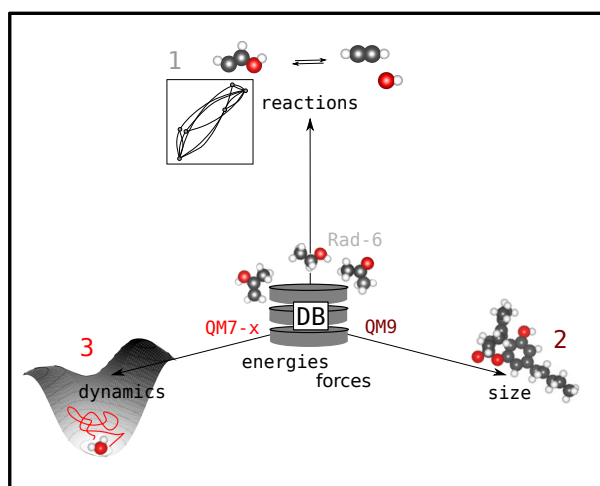 1
reactions
Rad-6
DB
QM7-x
QM9
3
2
energies
forces
dynamics
size